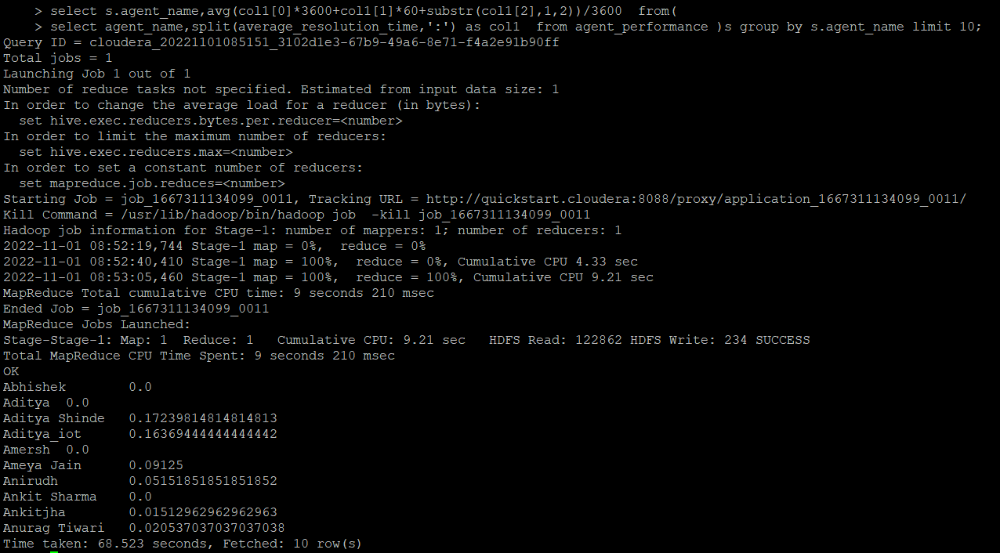 > select s.agent_name,avg(col1[0]*3600+col1[1]*60+substr(col1[2],1,2))/3600  from(
> select agent_name,split(average_resolution_time,':') as col1  from agent_performance )s group by s.agent_name limit 10;
Query ID = cloudera_20221101085151_3102d1e3-67b9-49a6-8e71-f4a2e91b90ff
Total jobs = 1
Launching Job 1 out of 1
Number of reduce tasks not specified. Estimated from input data size: 1
In order to change the average load for a reducer (in bytes):
  set hive.exec.reducers.bytes.per.reducer=<number>
In order to limit the maximum number of reducers:
  set hive.exec.reducers.max=<number>
In order to set a constant number of reducers:
  set mapreduce.job.reduces=<number>
Starting Job = job_1667311134099_0011, Tracking URL = http://quickstart.cloudera:8088/proxy/application_1667311134099_0011/
Kill Command = /usr/lib/hadoop/bin/hadoop job  -kill job_1667311134099_0011
Hadoop job information for Stage-1: number of mappers: 1; number of reducers: 1
2022-11-01 08:52:19,744 Stage-1 map = 0%,  reduce = 0%
2022-11-01 08:52:40,410 Stage-1 map = 100%,  reduce = 0%, Cumulative CPU 4.33 sec
2022-11-01 08:53:05,460 Stage-1 map = 100%,  reduce = 100%, Cumulative CPU 9.21 sec
MapReduce Total cumulative CPU time: 9 seconds 210 msec
Ended Job = job_1667311134099_0011
MapReduce Jobs Launched:
Stage-Stage-1: Map: 1  Reduce: 1   Cumulative CPU: 9.21 sec   HDFS Read: 122862 HDFS Write: 234 SUCCESS
Total MapReduce CPU Time Spent: 9 seconds 210 msec
OK
Abhishek        0.0
Aditya  0.0
Aditya Shinde   0.17239814814814813
Aditya_iot      0.16369444444444442
Amersh  0.0
Ameya Jain      0.09125
Anirudh         0.05151851851851852
Ankit Sharma    0.0
Ankitjha        0.01512962962962963
Anurag Tiwari   0.020537037037037038
Time taken: 68.523 seconds, Fetched: 10 row(s)